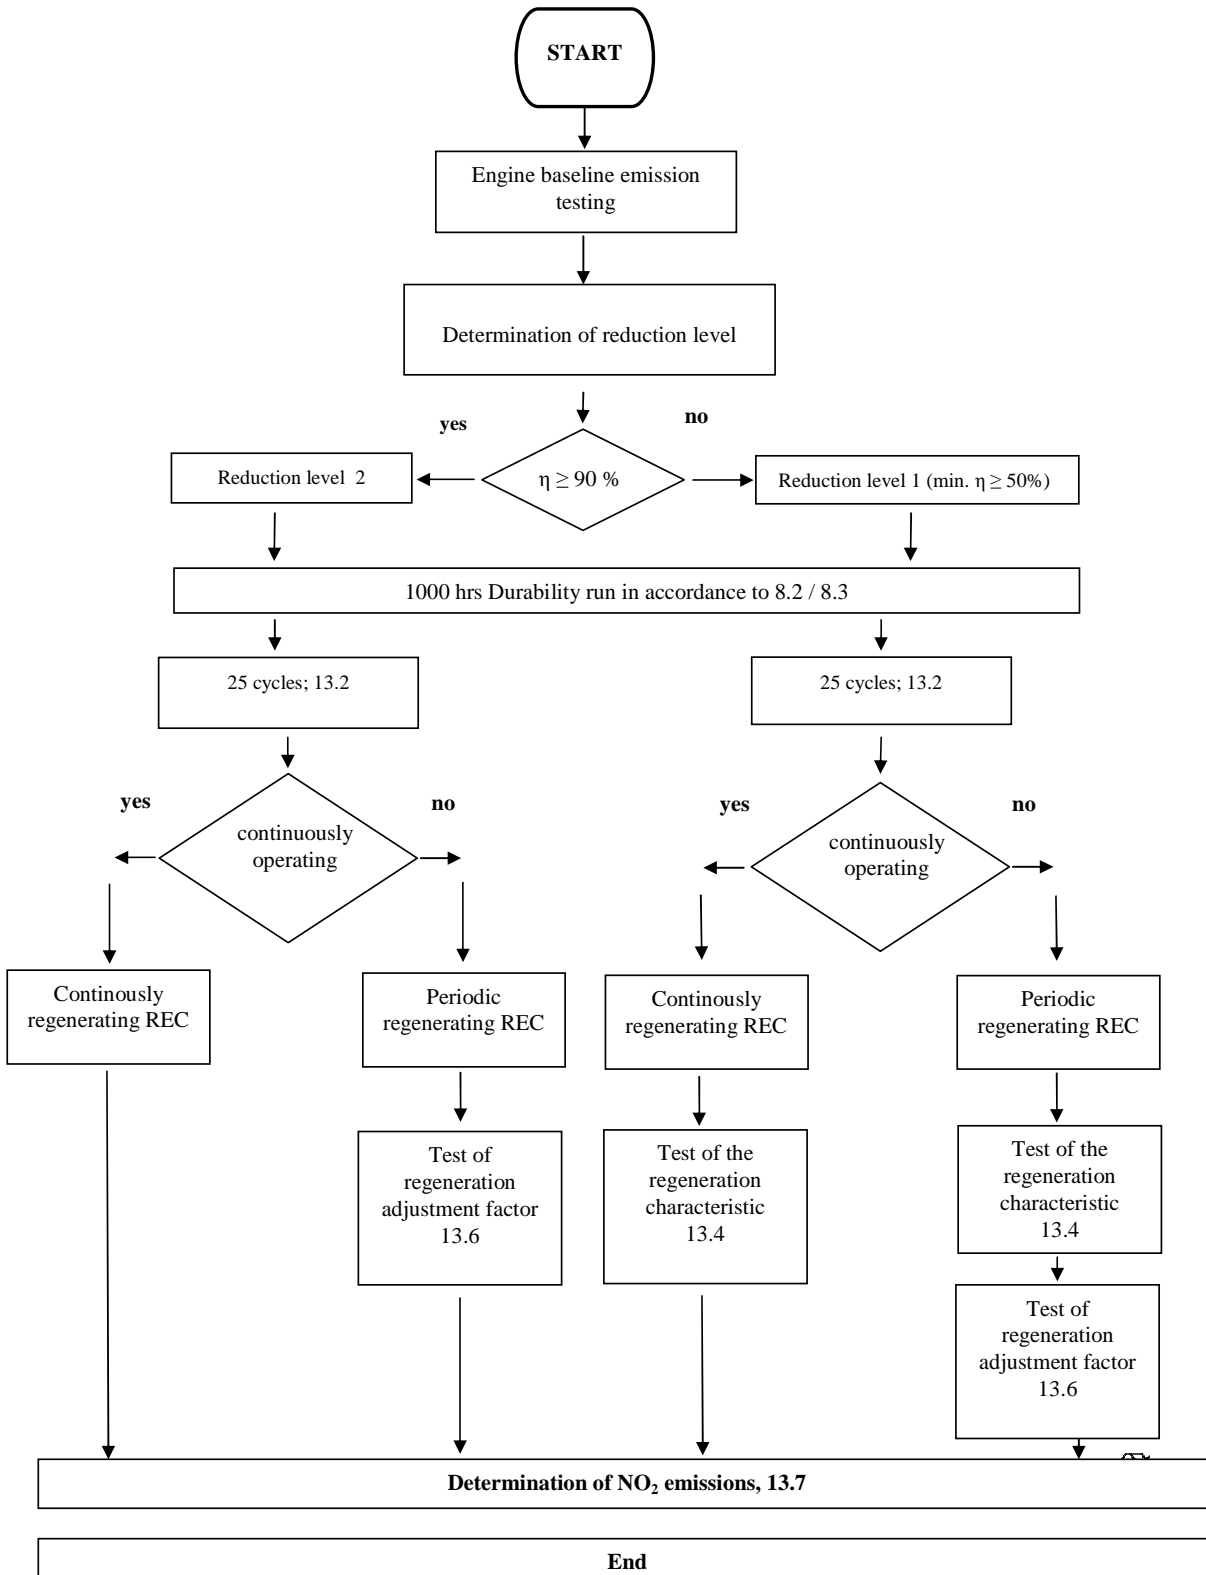 START
Engine baseline emission
testing
Determination of reduction level
yes
no
Reduction level 2
η ≥ 90 %
Reduction level 1 (min. η ≥ 50%)
1000 hrs Durability run in accordance to 8.2 / 8.3
25 cycles; 13.2
25 cycles; 13.2
yes
no
continuously
operating
yes
no
continuously
operating
Continously
regenerating REC
Periodic
regenerating REC
Continously
regenerating REC
Periodic
regenerating REC
Test of
regeneration
adjustment factor
13.6
Test of the
regeneration
characteristic
13.4
Test of the
regeneration
characteristic
13.4
Test of
regeneration
adjustment factor
13.6
Determination of NO₂ emissions, 13.7
End